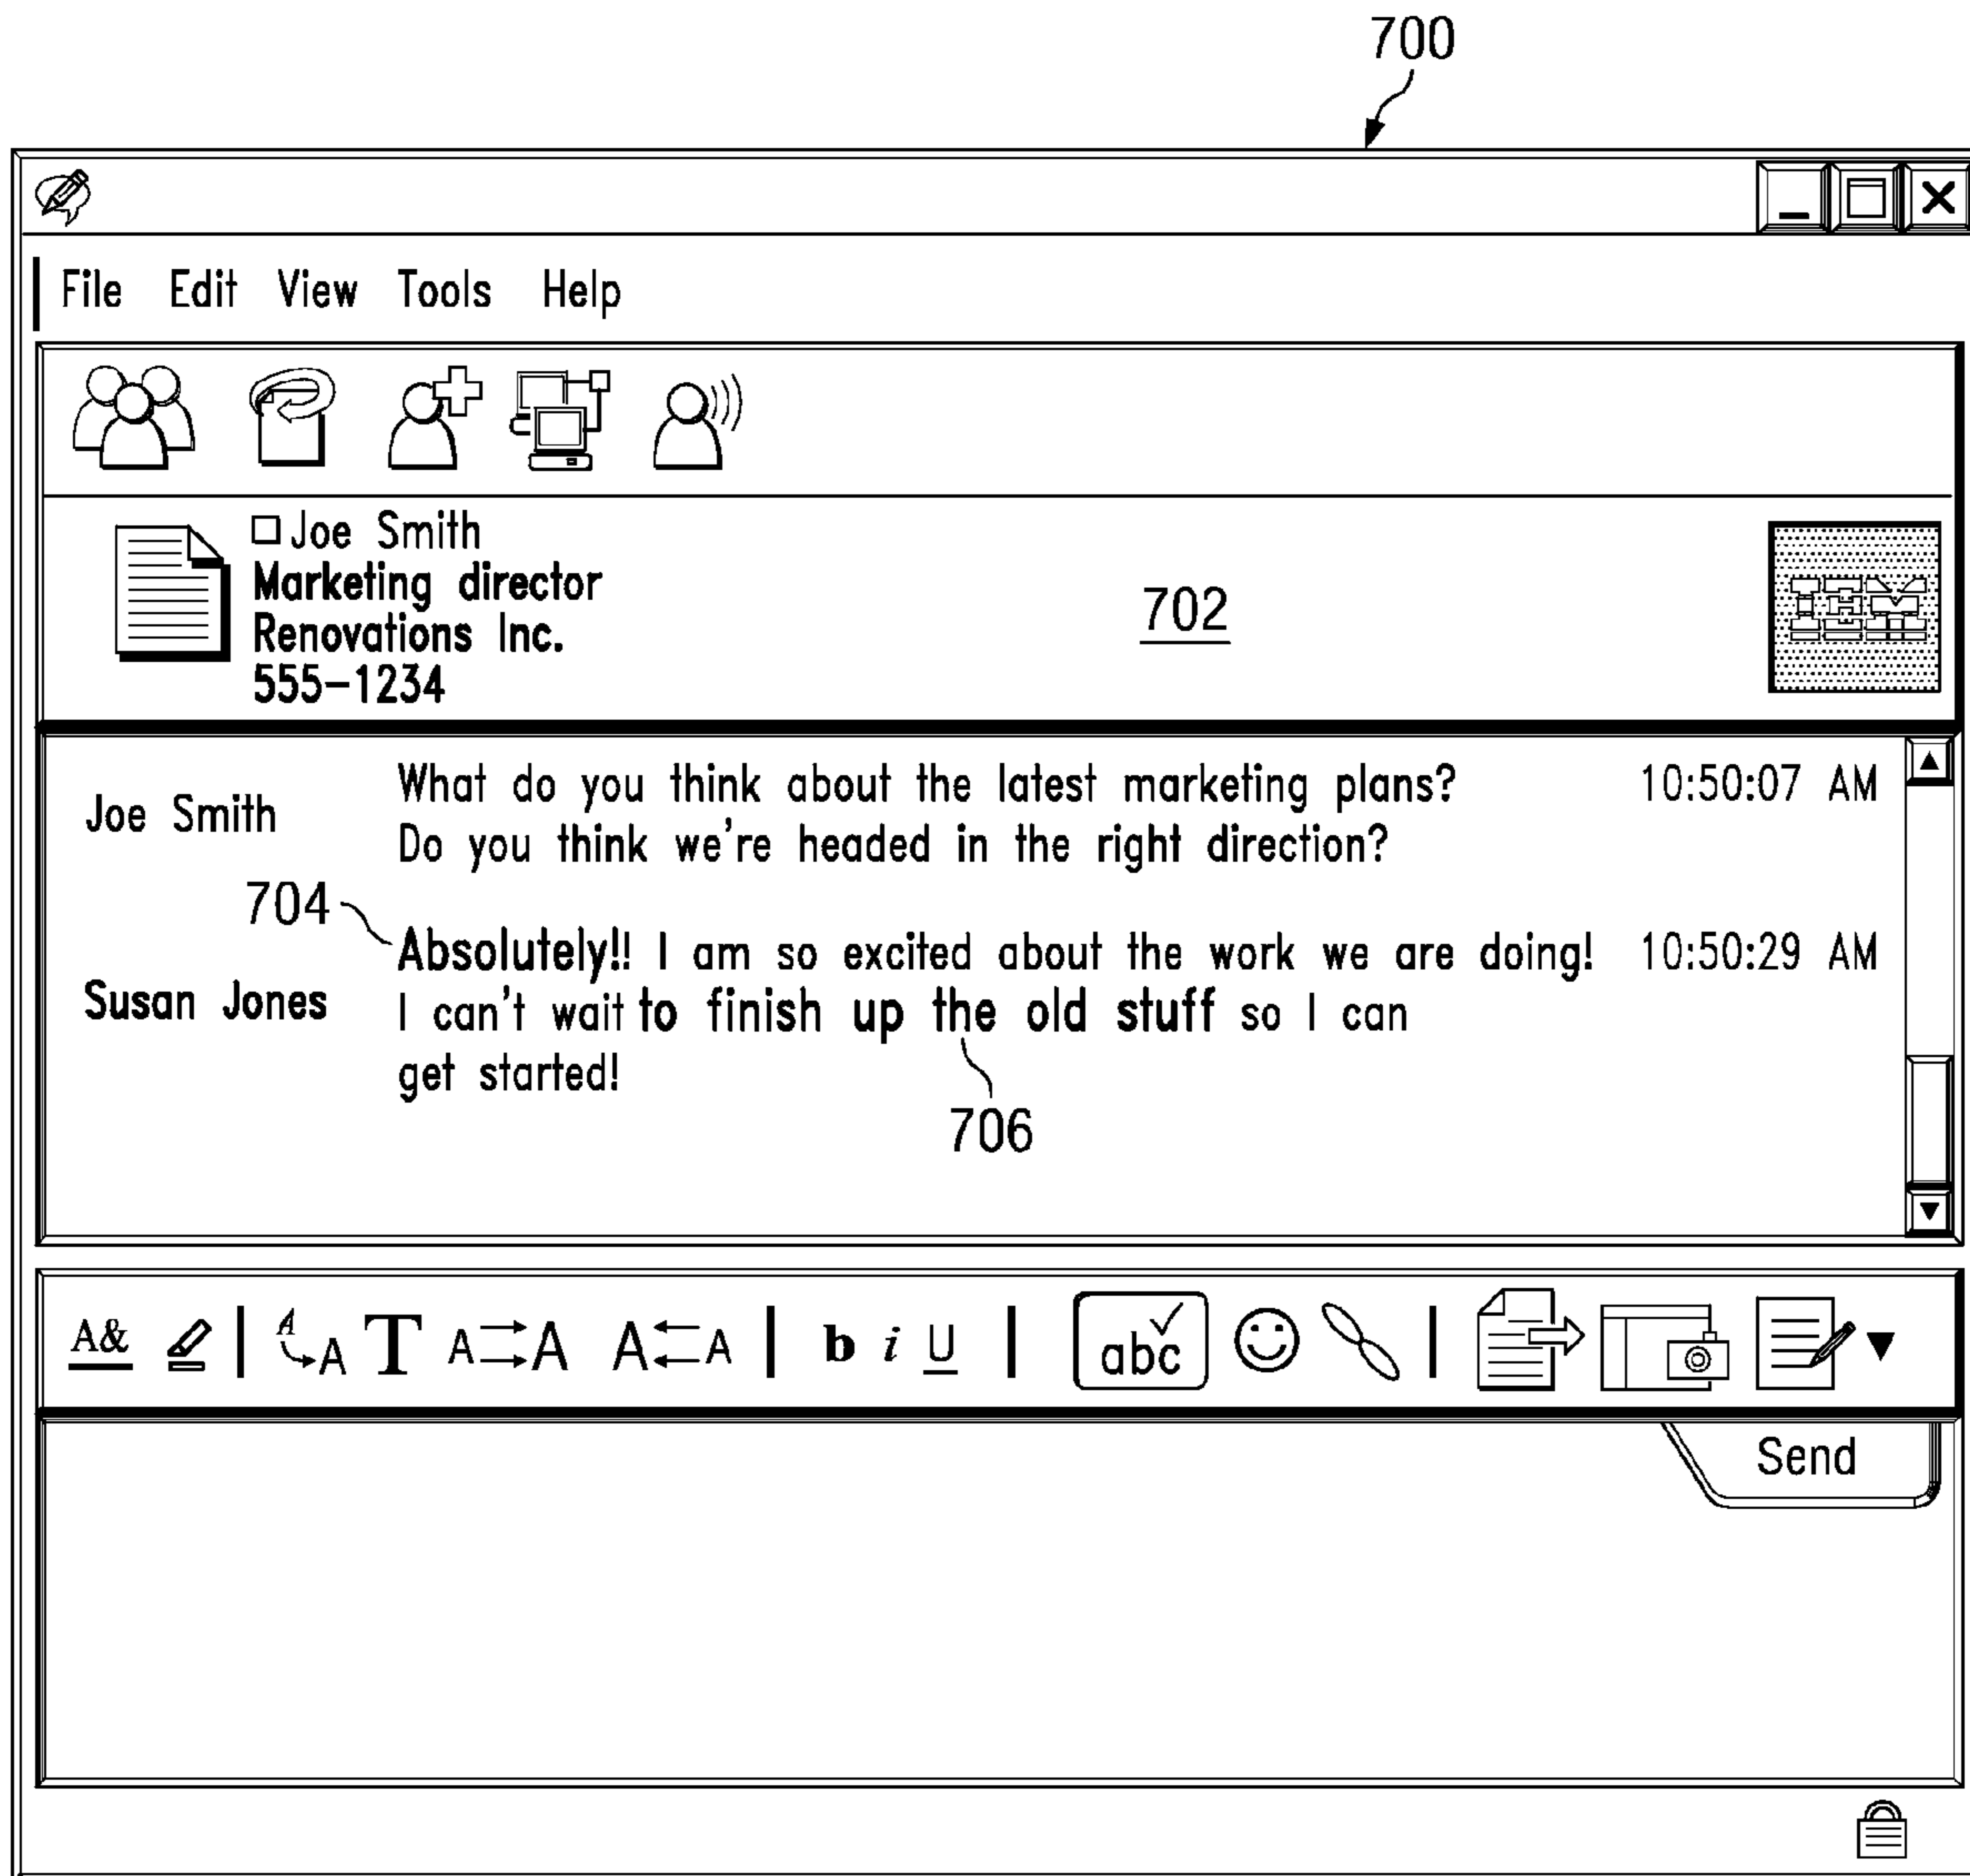 700
File Edit View Tools Help
Joe Smith
Marketing director
Renovations Inc.
555-1234
702
IBM
Joe Smith
What do you think about the latest marketing plans? 10:50:07 AM
Do you think we're headed in the right direction?
704
Absolutely!! I am so excited about the work we are doing! 10:50:29 AM
Susan Jones
I can't wait to finish up the old stuff so I can
get started!
706
A& A A T A A A A b i U abc
Send